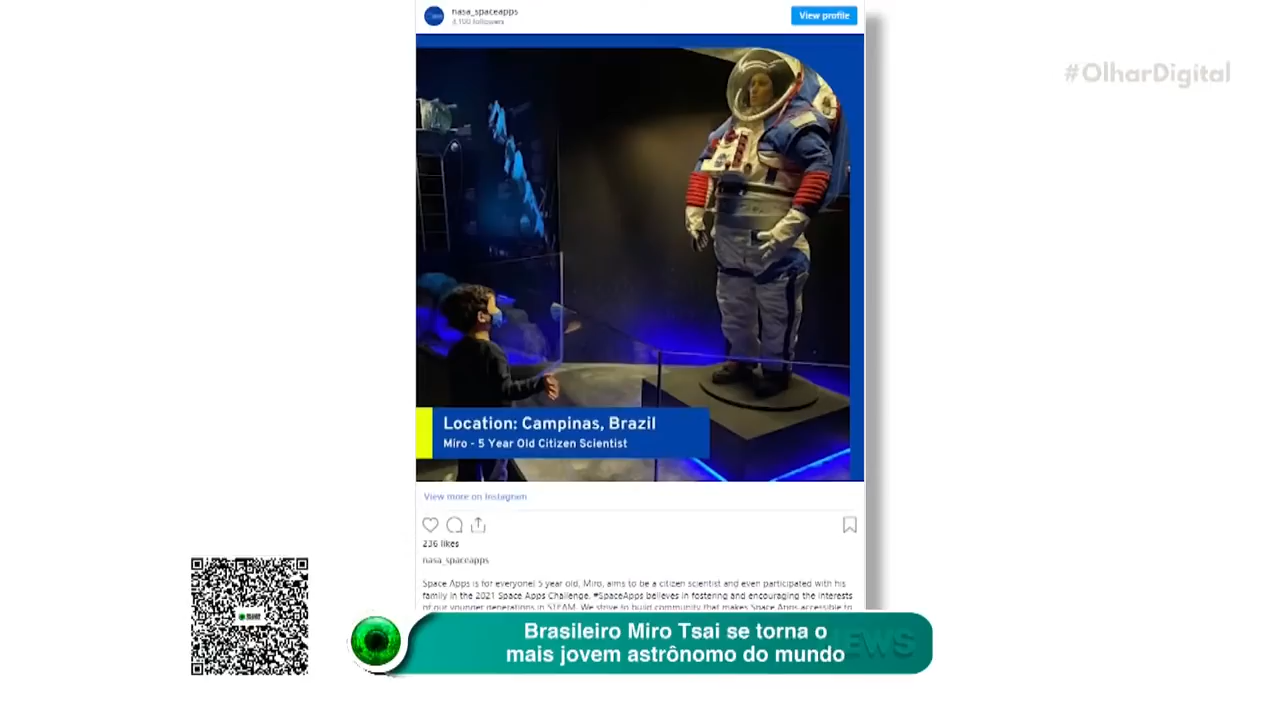 nasa_spaceapps
followers
View profile
#OlharDigital
Location: Campinas, Brazil
Miro - 5 Year Old Citizen Scientist
View more on Instagram
236 likes
nasa_spaceapps
Space Apps is for everyone! 5 year old, Miro, aims to be a citizen scientist and even participated with his
family in the 2021 Space Apps Challenge. #SpaceApps believes in fostering and encouraging the interests
of our younger generations in STEAM. We strive to build community that makes Space Apps accessible to
Brasileiro Miro Tsai se torna o
mais jovem astrônomo do mundo
NEWS